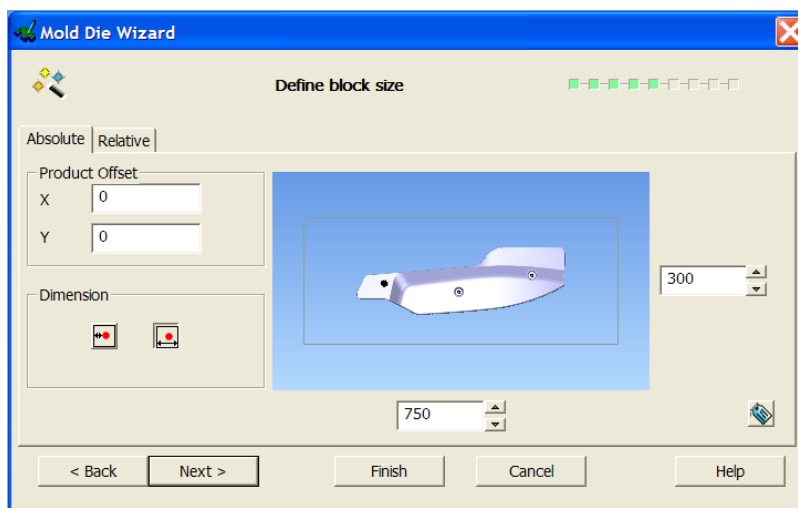 Mold Die Wizard
Define block size
Absolute
Relative
Product Offset
X
0
Y
0
Dimension
300
750
< Back
Next >
Finish
Cancel
Help